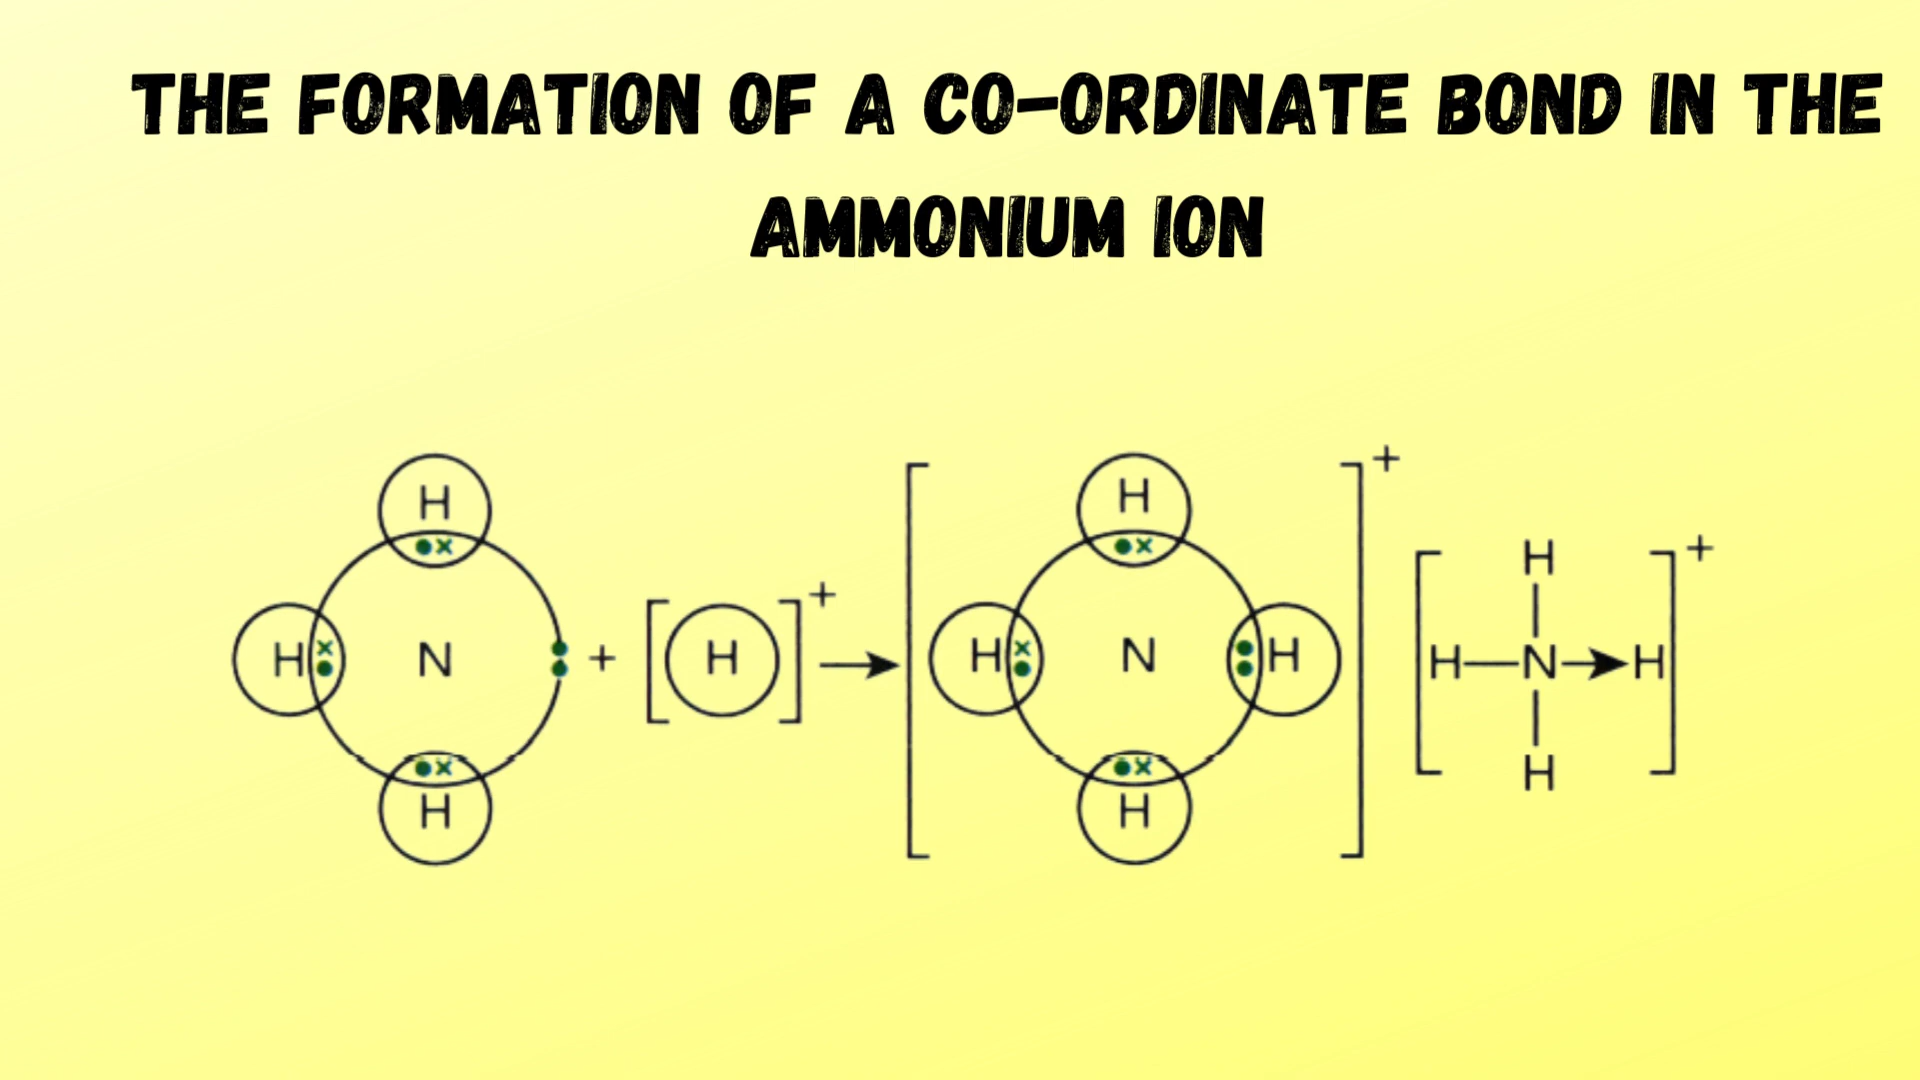 THE FORMATION OF A CO-ORDINATE BOND IN THE
AMMONIUM ION
H
H N H
+ [H]+ →
[
H
H N H
H
]+
[
H
H—N→H
H
]+